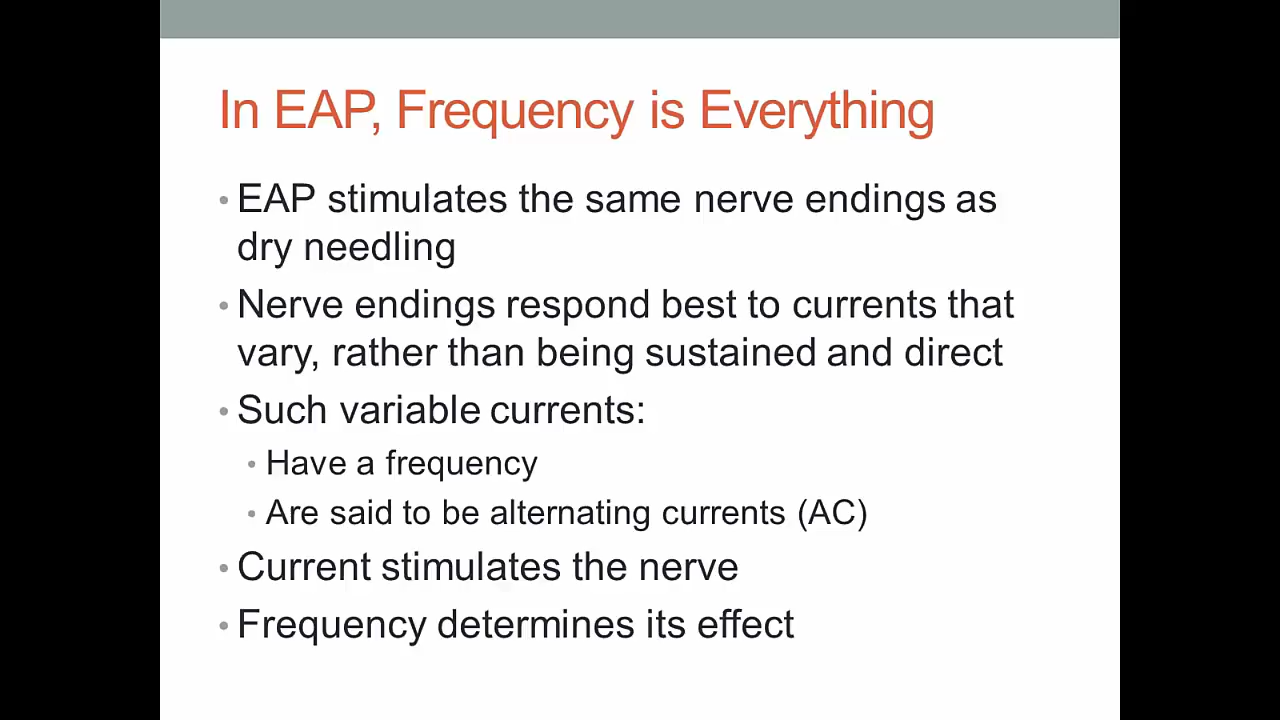 In EAP, Frequency is Everything
• EAP stimulates the same nerve endings as
dry needling
• Nerve endings respond best to currents that
vary, rather than being sustained and direct
• Such variable currents:
• Have a frequency
• Are said to be alternating currents (AC)
• Current stimulates the nerve
• Frequency determines its effect